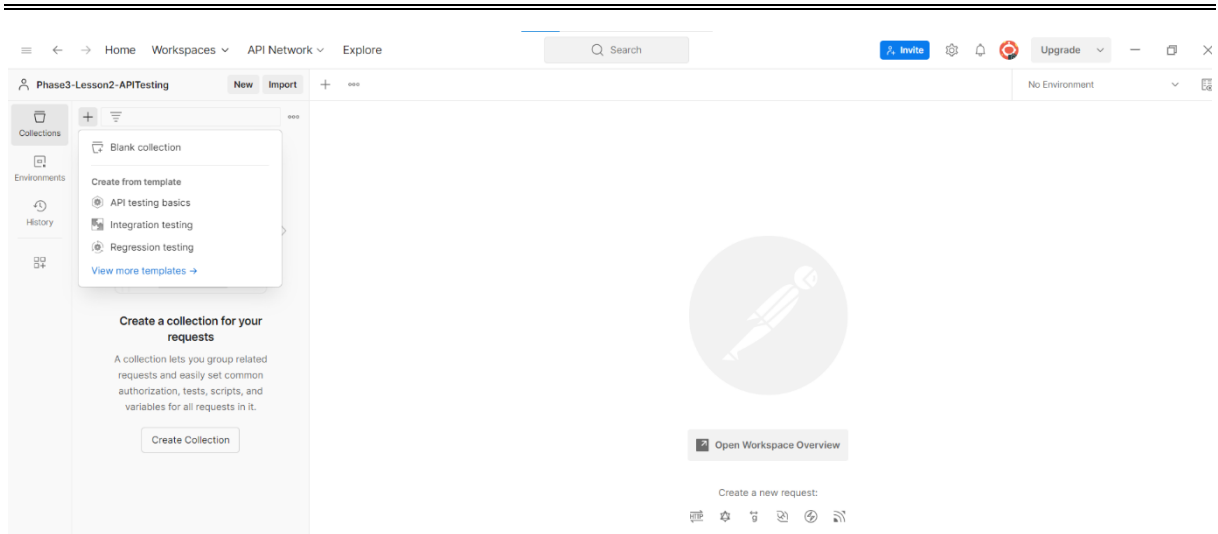 Home Workspaces API Network Explore Search Invite Upgrade
Phase3-Lesson2-APITesting New Import No Environment
Collections
Environments
History
Blank collection
Create from template
API testing basics
Integration testing
Regression testing
View more templates →
Create a collection for your
requests
A collection lets you group related
requests and easily set common
authorization, tests, scripts, and
variables for all requests in it.
Create Collection
Open Workspace Overview
Create a new request:
HTTP